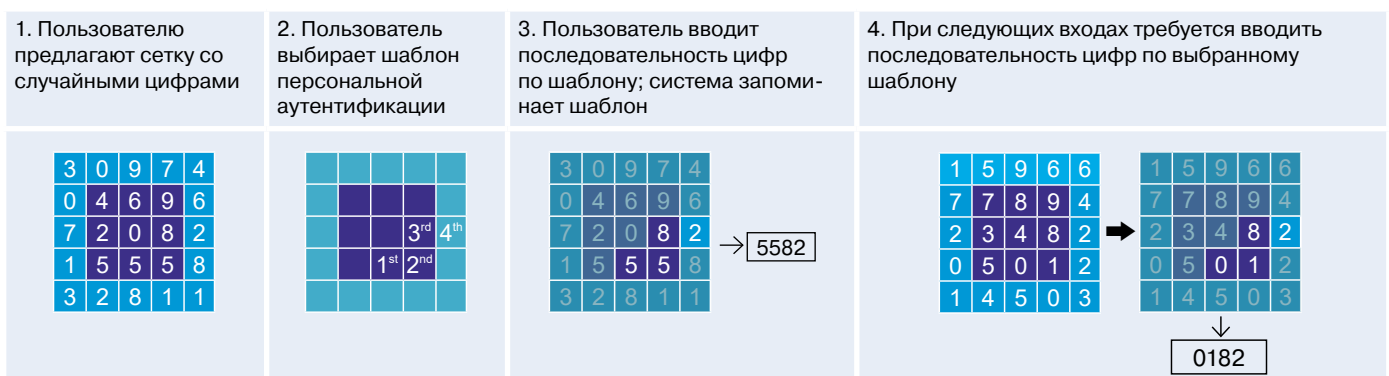 1. Пользователю
предлагают сетку со
случайными цифрами
2. Пользователь
выбирает шаблон
персональной
аутентификации
3. Пользователь вводит
последовательность цифр
по шаблону; система запоми-
нает шаблон
4. При следующих входах требуется вводить
последовательность цифр по выбранному
шаблону
3 0 9 7 4
0 4 6 9 6
7 2 0 8 2
1 5 5 5 8
3 2 8 1 1
3rd 4th
1st 2nd
3 0 9 7 4
0 4 6 9 6
7 2 0 8 2
1 5 5 5 8
3 2 8 1 1
5582
1 5 9 6 6
7 7 8 9 4
2 3 4 8 2
0 5 0 1 2
1 4 5 0 3
1 5 9 6 6
7 7 8 9 4
2 3 4 8 2
0 5 0 1 2
1 4 5 0 3
0182